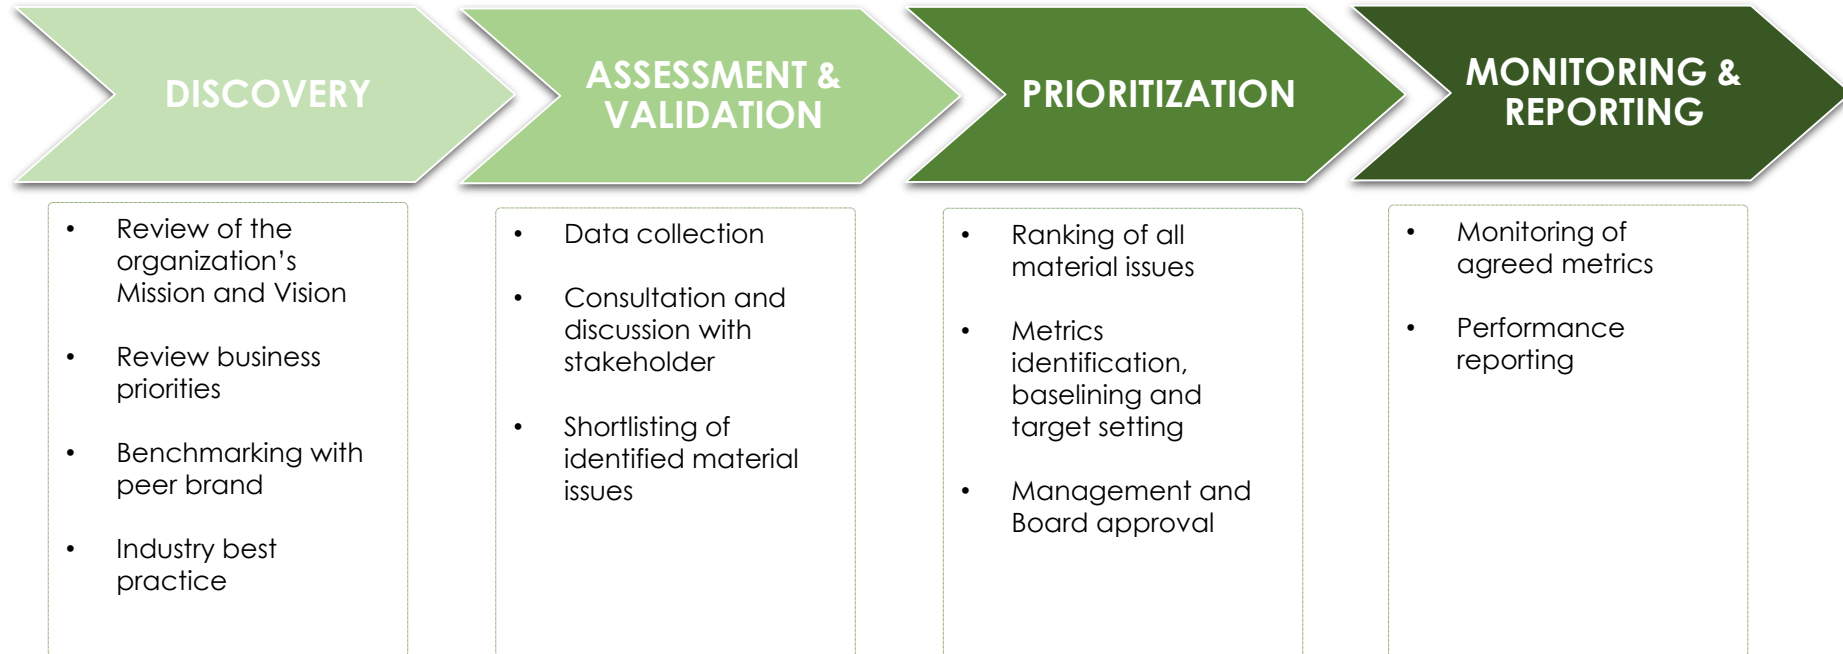 DISCOVERY
ASSESSMENT &
VALIDATION
PRIORITIZATION
MONITORING &
REPORTING
• Review of the
organization’s
Mission and Vision
• Review business
priorities
• Benchmarking with
peer brand
• Industry best
practice
• Data collection
• Consultation and
discussion with
stakeholder
• Shortlisting of
identified material
issues
• Ranking of all
material issues
• Metrics
identification,
baselining and
target setting
• Management and
Board approval
• Monitoring of
agreed metrics
• Performance
reporting